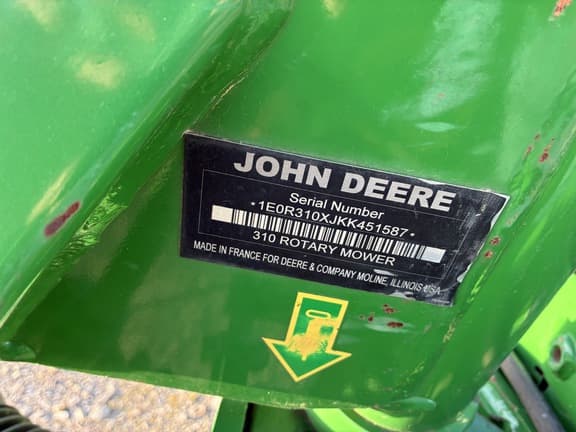 JOHN DEERE
Serial Number
•1E0R310XJKK451587•
310 ROTARY MOWER
MADE IN FRANCE FOR DEERE & COMPANY MOLINE, ILLINOIS USA